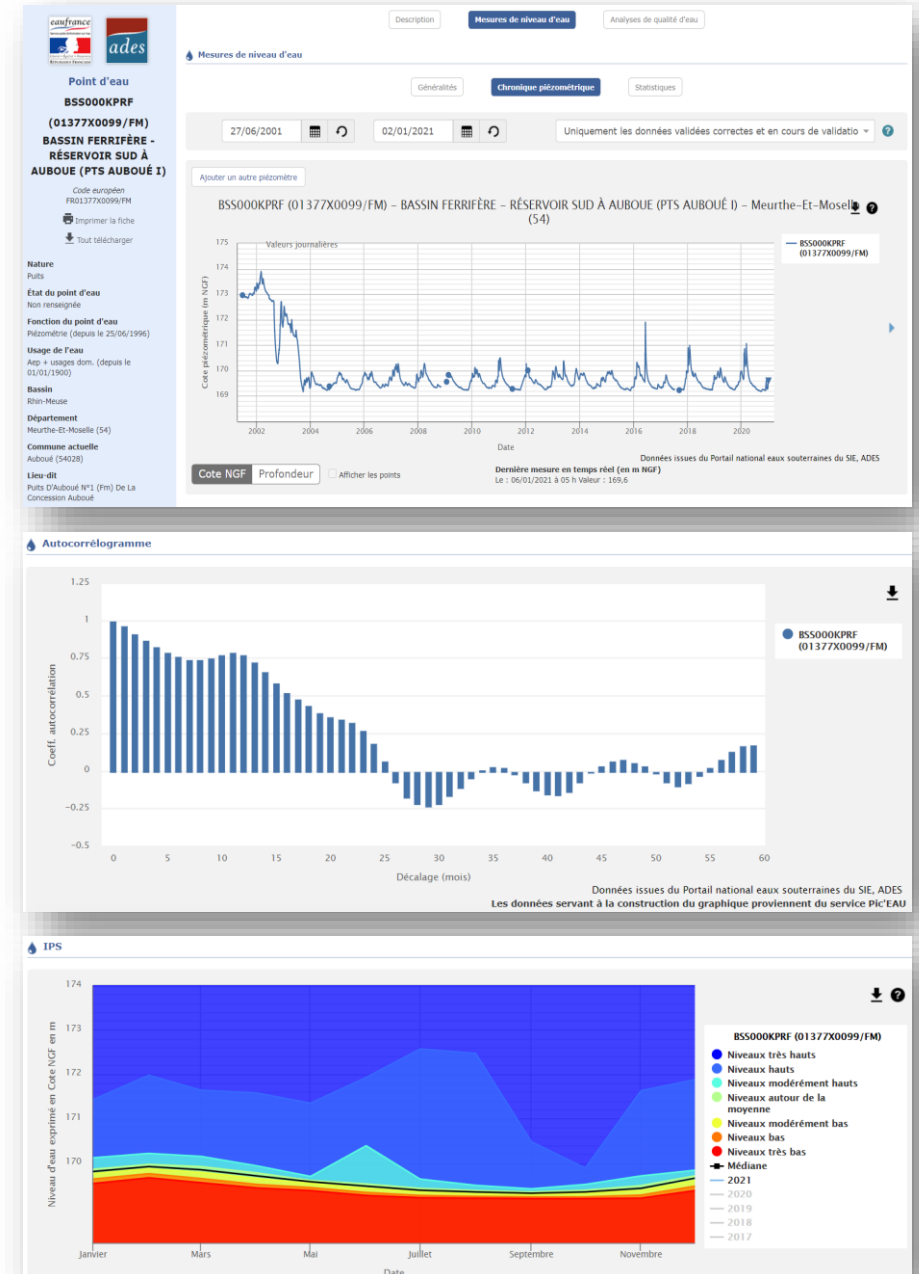 eaufrance
RÉPUBLIQUE FRANÇAISE
ades
Point d'eau
BSS000KPRF
(01377X0099/FM)
BASSIN FERRIFÈRE -
RÉSERVOIR SUD À
AUBOUE (PTS AUBOUÉ I)
Code européen
FR01377X0099/FM
Imprimer la fiche
Tout télécharger
Nature
Puits
État du point d'eau
Non renseignée
Fonction du point d'eau
Piézométrie (depuis le 25/06/1996)
Usage de l'eau
Aep + usages dom. (depuis le
01/01/1900)
Bassin
Rhin-Meuse
Département
Meurthe-Et-Moselle (54)
Commune actuelle
Auboué (54028)
Lieu-dit
Puits D'Auboué N°1 (Fm) De La
Concession Auboué
Description
Mesures de niveau d'eau
Analyses de qualité d'eau
Mesures de niveau d'eau
Généralités
Chronique piézométrique
Statistiques
27/06/2001
02/01/2021
Uniquement les données validées correctes et en cours de validatio
?
Ajouter un autre piézomètre
BSS000KPRF (01377X0099/FM) – BASSIN FERRIFÈRE – RÉSERVOIR SUD À AUBOUE (PTS AUBOUÉ I) – Meurthe-Et-Moselle
(54)
?
Valeurs journalières
BSS000KPRF
(01377X0099/FM)
Cote piézométrique (m NGF)
175
174
173
172
171
170
169
2002 2004 2006 2008 2010 2012 2014 2016 2018 2020
Date
Données issues du Portail national eaux souterraines du SIE, ADES
Cote NGF
Profondeur
Afficher les points
Dernière mesure en temps réel (en m NGF)
Le : 06/01/2021 à 05 h Valeur : 169,6
Autocorrélogramme
Coeff. autocorrélation
1.25
1
0.75
0.5
0.25
0
−0.25
−0.5
0 5 10 15 20 25 30 35 40 45 50 55 60
Décalage (mois)
BSS000KPRF
(01377X0099/FM)
Données issues du Portail national eaux souterraines du SIE, ADES
Les données servant à la construction du graphique proviennent du service Pic'EAU
IPS
Niveau d'eau exprimé en Cote NGF en m
174
173
172
171
170
Janvier Mars Mai Juillet Septembre Novembre
Date
?
BSS000KPRF (01377X0099/FM)
Niveaux très hauts
Niveaux hauts
Niveaux modérément hauts
Niveaux autour de la
moyenne
Niveaux modérément bas
Niveaux bas
Niveaux très bas
Médiane
2021
2020
2019
2018
2017